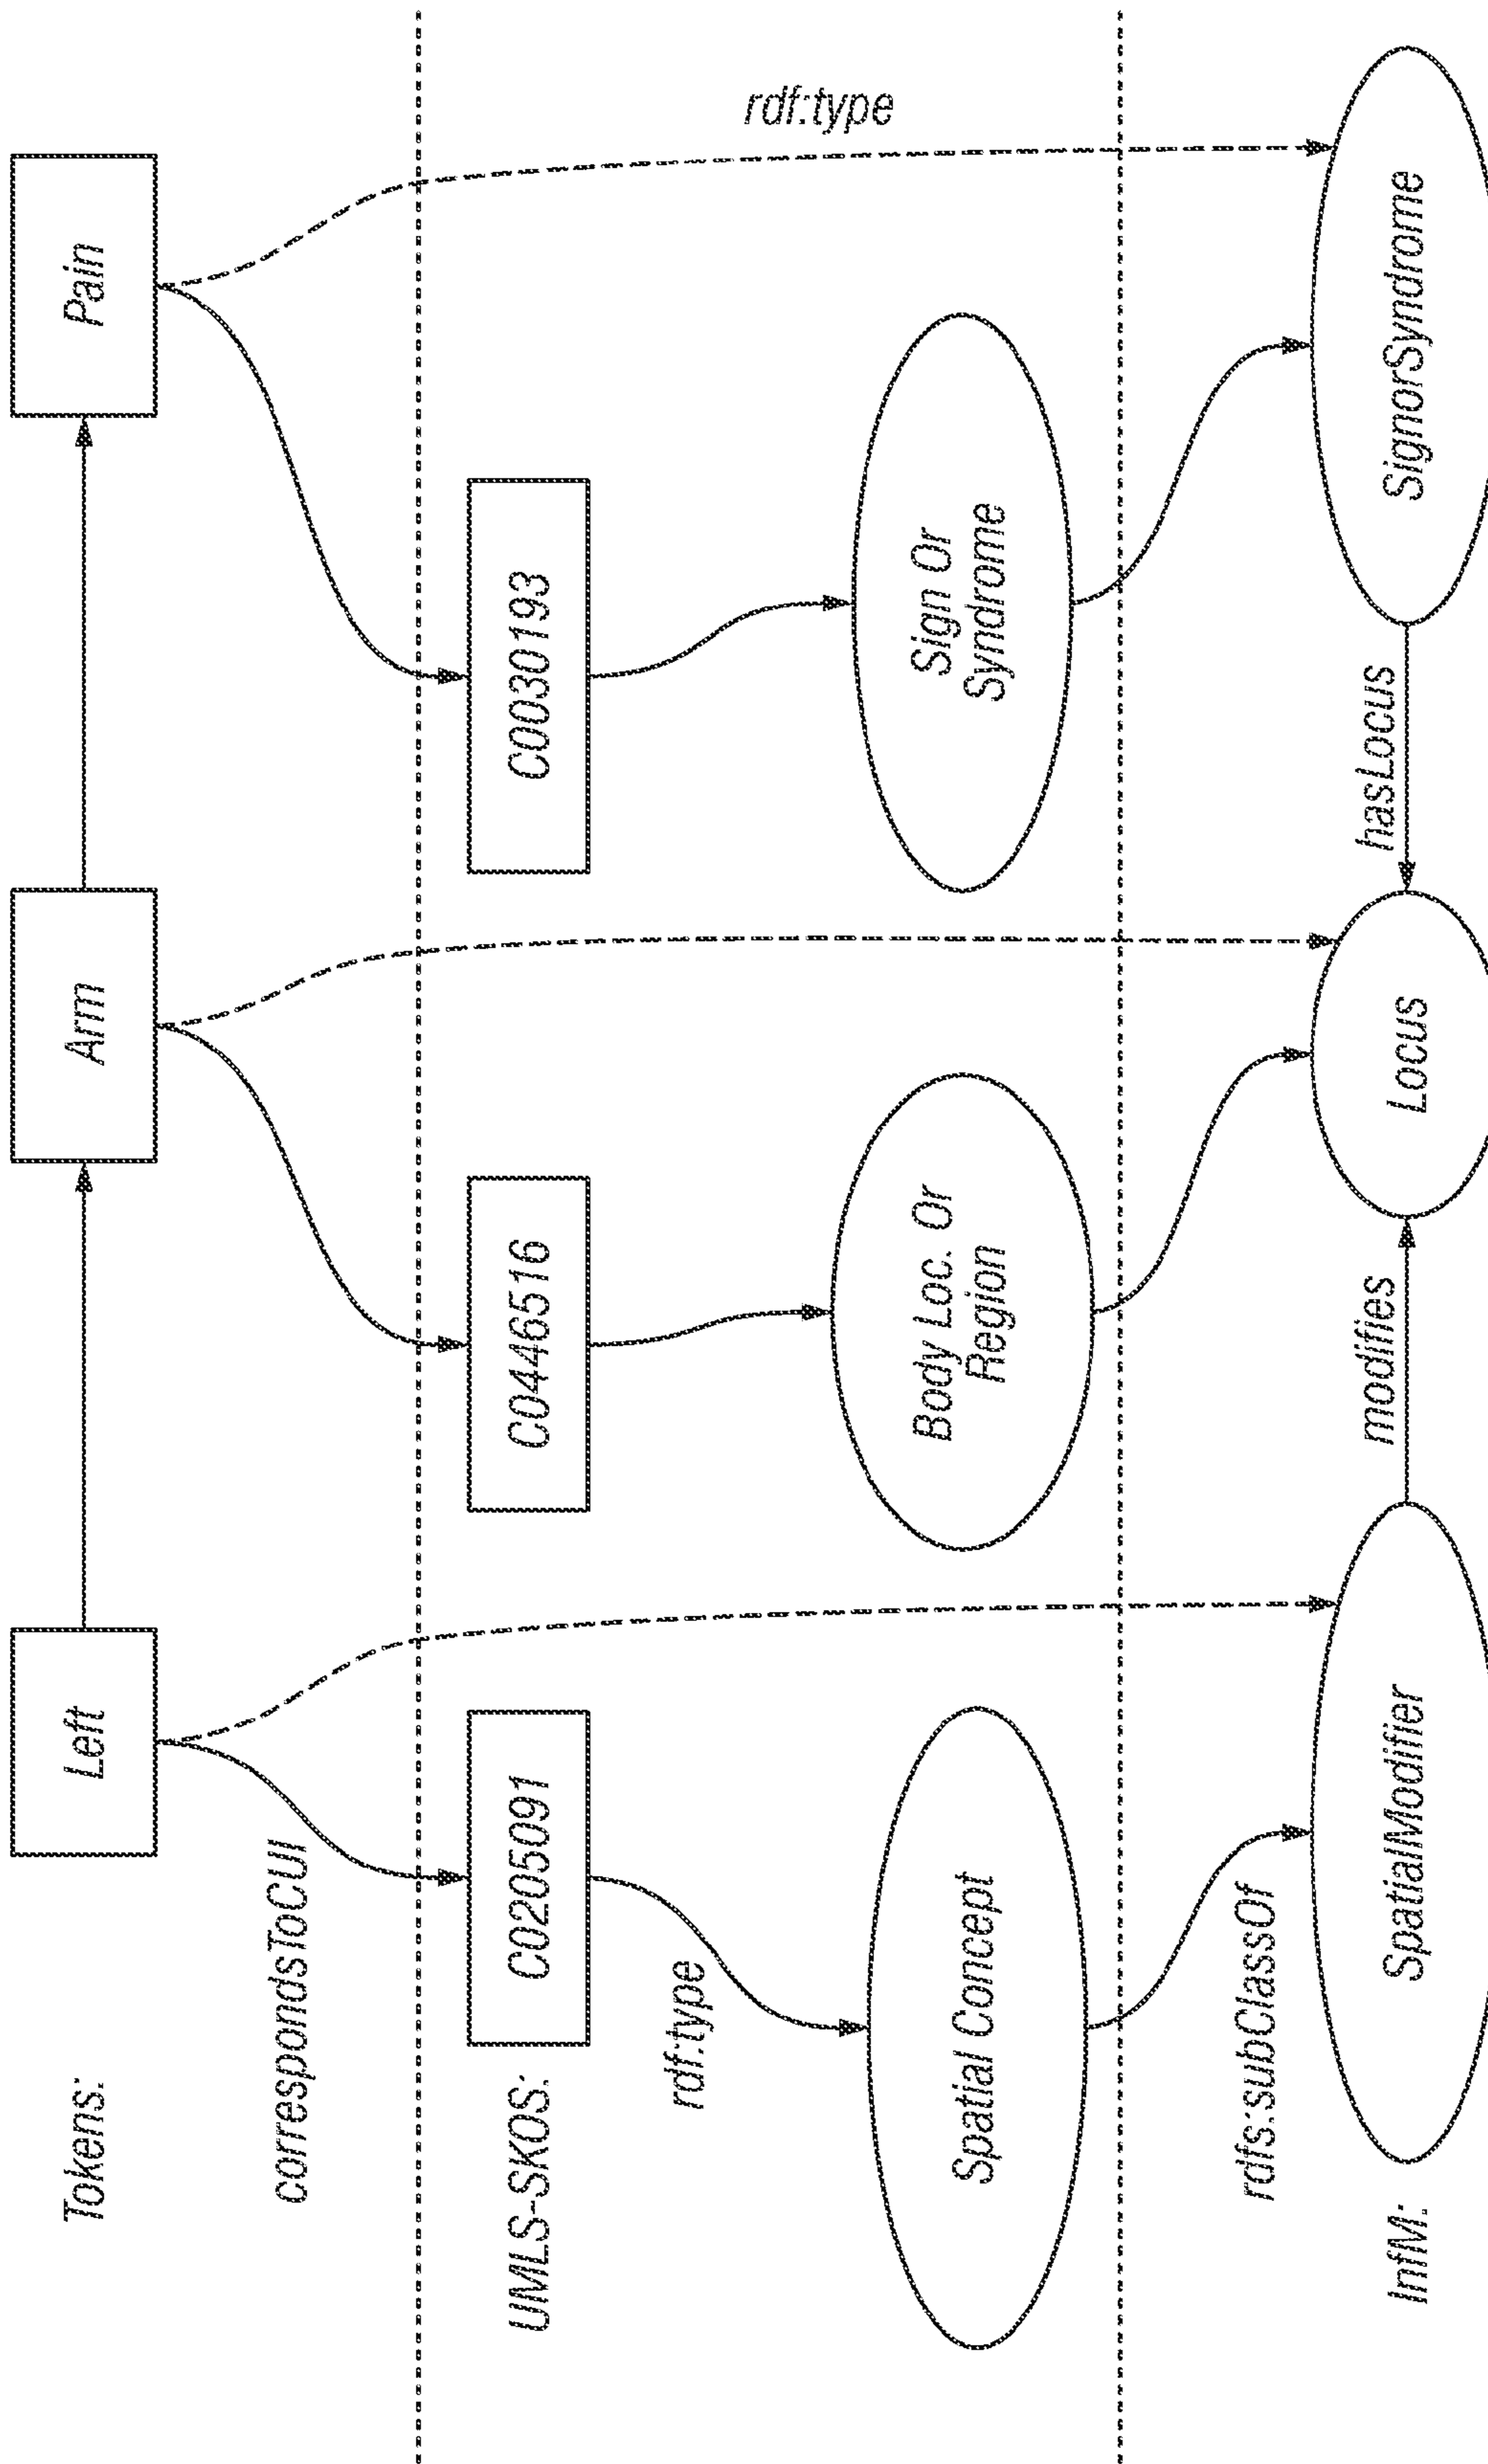 Tokens:
Left
Arm
Pain
correspondsToCUI
UMLS-SKOS:
C0205091
C0446516
C0030193
rdf:type
rdf:type
Spatial Concept
Body Loc. Or
Region
Sign Or
Syndrome
rdfs:subClassOf
InfM:
SpatialModifier
modifies
Locus
hasLocus
SignorSyndrome